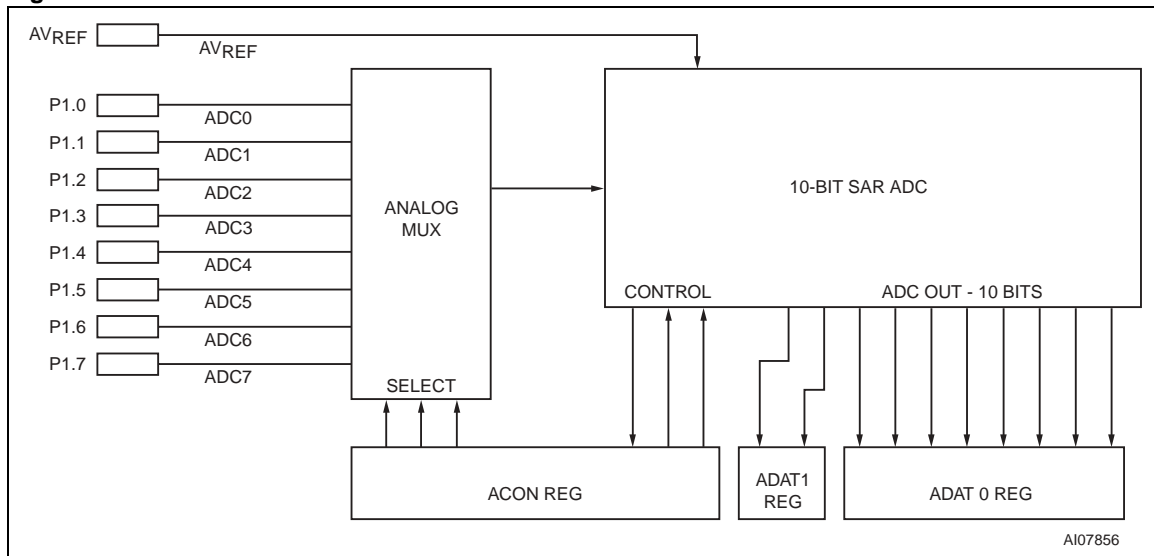 AVREF
AVREF
P1.0
ADC0
P1.1
ADC1
P1.2
ADC2
P1.3
ADC3
P1.4
ADC4
P1.5
ADC5
P1.6
ADC6
P1.7
ADC7
ANALOG
MUX
SELECT
10-BIT SAR ADC
CONTROL
ADC OUT - 10 BITS
ACON REG
ADAT1
REG
ADAT 0 REG
AI07856